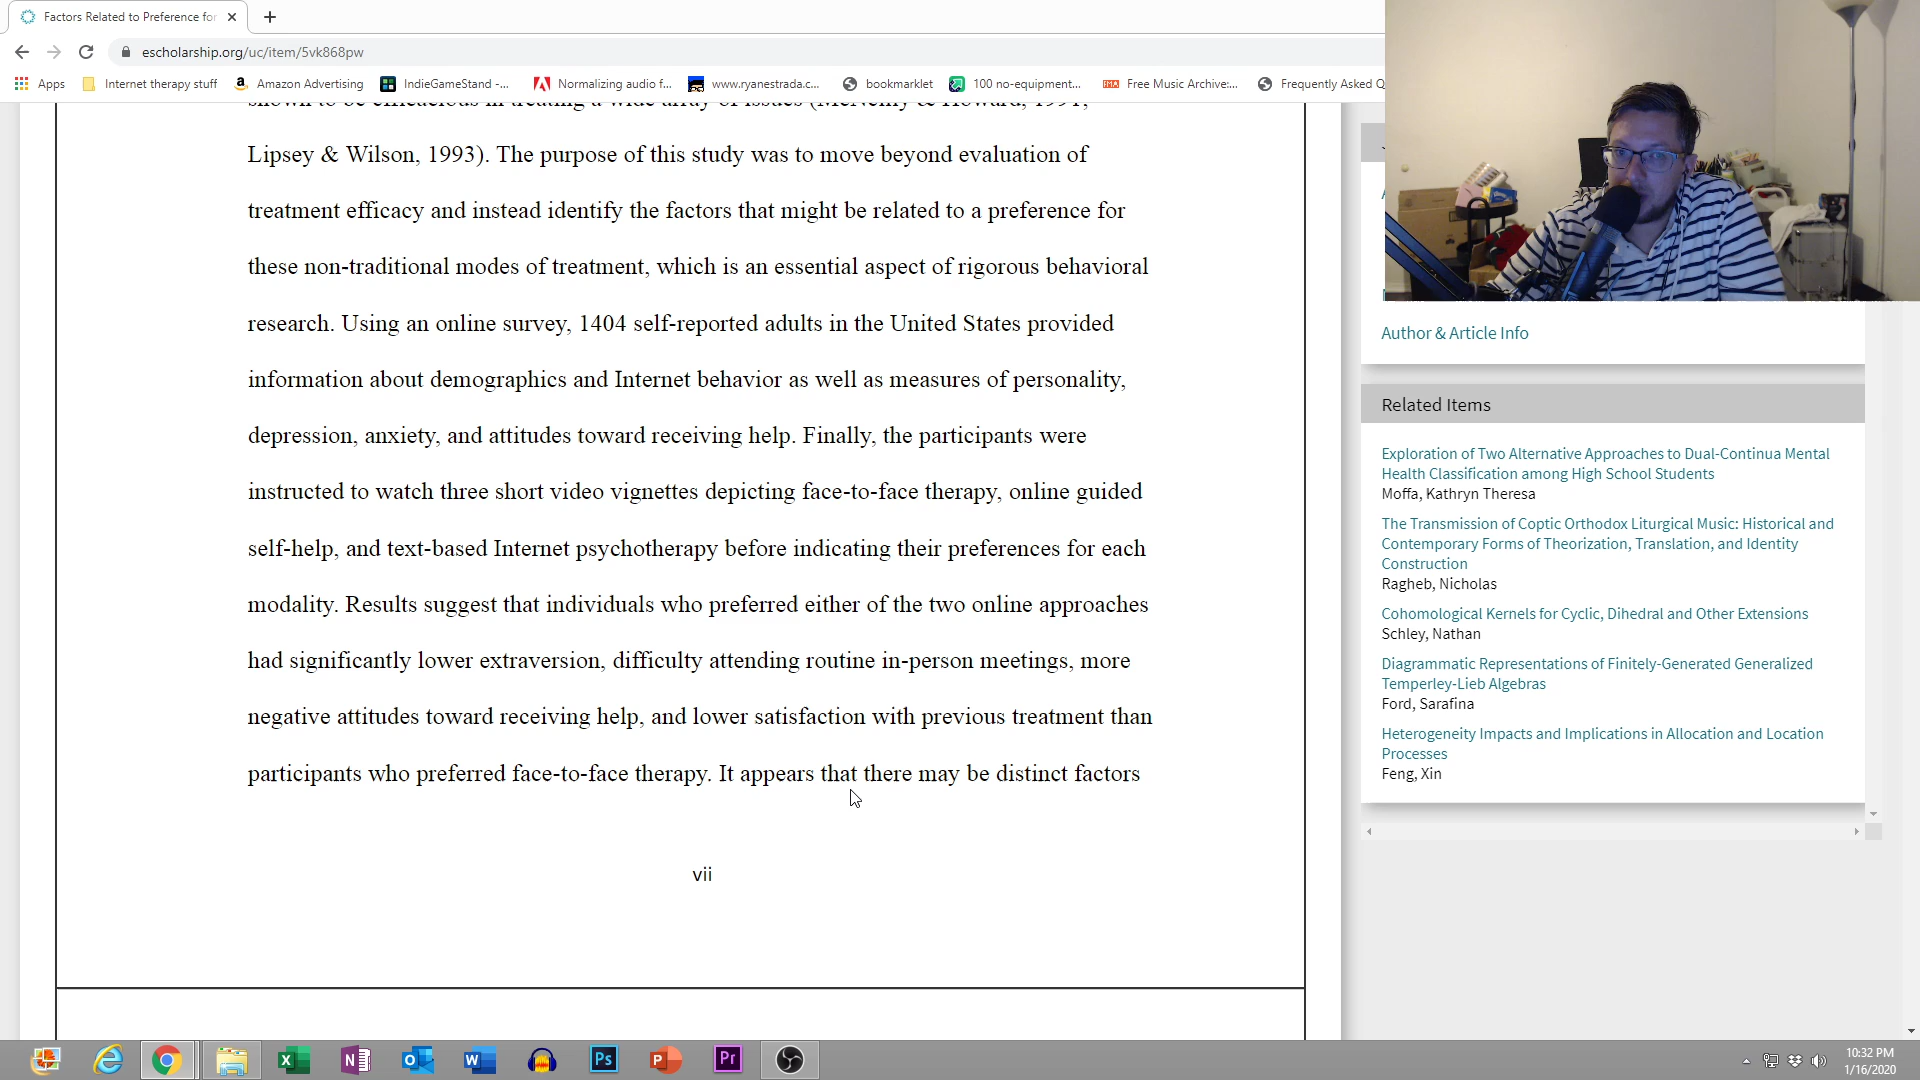 Factors Related to Preference for
escholarship.org/uc/item/5vk868pw
Apps Internet therapy stuff Amazon Advertising IndieGameStand -... Normalizing audio f... www.ryanestrada.c... bookmarklet 100 no-equipment... Free Music Archive:... Frequently Asked Q
shown to be efficacious in treating a wide array of issues (McNeilly & Howard, 1991;
Lipsey & Wilson, 1993). The purpose of this study was to move beyond evaluation of
treatment efficacy and instead identify the factors that might be related to a preference for
these non-traditional modes of treatment, which is an essential aspect of rigorous behavioral
research. Using an online survey, 1404 self-reported adults in the United States provided
information about demographics and Internet behavior as well as measures of personality,
depression, anxiety, and attitudes toward receiving help. Finally, the participants were
instructed to watch three short video vignettes depicting face-to-face therapy, online guided
self-help, and text-based Internet psychotherapy before indicating their preferences for each
modality. Results suggest that individuals who preferred either of the two online approaches
had significantly lower extraversion, difficulty attending routine in-person meetings, more
negative attitudes toward receiving help, and lower satisfaction with previous treatment than
participants who preferred face-to-face therapy. It appears that there may be distinct factors
vii
Author & Article Info
Related Items
Exploration of Two Alternative Approaches to Dual-Continua Mental
Health Classification among High School Students
Moffa, Kathryn Theresa
The Transmission of Coptic Orthodox Liturgical Music: Historical and
Contemporary Forms of Theorization, Translation, and Identity
Construction
Ragheb, Nicholas
Cohomological Kernels for Cyclic, Dihedral and Other Extensions
Schley, Nathan
Diagrammatic Representations of Finitely-Generated Generalized
Temperley-Lieb Algebras
Ford, Sarafina
Heterogeneity Impacts and Implications in Allocation and Location
Processes
Feng, Xin
10:32 PM
1/16/2020